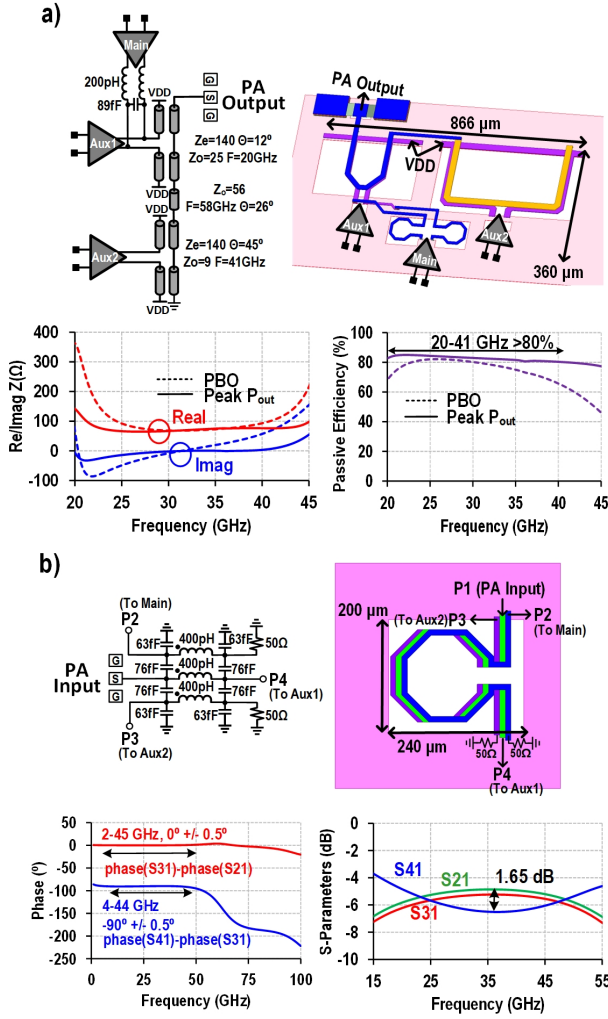 a)
Main
200pH
89fF
VDD
G
S
G
PA
Output
Aux1
Ze=140 Θ=12º
Zo=25 F=20GHz
VDD
Zₒ=56
F=58GHz Θ=26º
VDD
Aux2
Ze=140 Θ=45º
Zo=9 F=41GHz
VDD
PA Output
866 µm
VDD
Aux1
Main
Aux2
360 µm
Re/Imag Z(Ω)
400
300
200
100
0
-100
PBO
Peak Pout
Real
Imag
20 25 30 35 40 45
Frequency (GHz)
Passive Efficiency (%)
100
80
60
40
20
0
20-41 GHz >80%
PBO
Peak Pout
20 25 30 35 40 45
Frequency (GHz)
b)
(To Main)
P2
63fF
400pH
63fF
50Ω
PA
Input
G
S
G
76fF
400pH
76fF
76fF
400pH
76fF
P4
(To Aux1)
63fF
63fF
50Ω
P3
(To Aux2)
P1 (PA Input)
P2
(To Main)
P3
(To Aux2)
200 µm
240 µm
50Ω
50Ω
P4
(To Aux1)
Phase (º)
50
0
-50
-100
-150
-200
-250
2-45 GHz, 0º +/- 0.5º
phase(S31)-phase(S21)
4-44 GHz
-90º +/- 0.5º
phase(S41)-phase(S31)
0 25 50 75 100
Frequency (GHz)
S-Parameters (dB)
0
-2
-4
-6
-8
-10
S41
S21
S31
1.65 dB
15 25 35 45 55
Frequency (GHz)